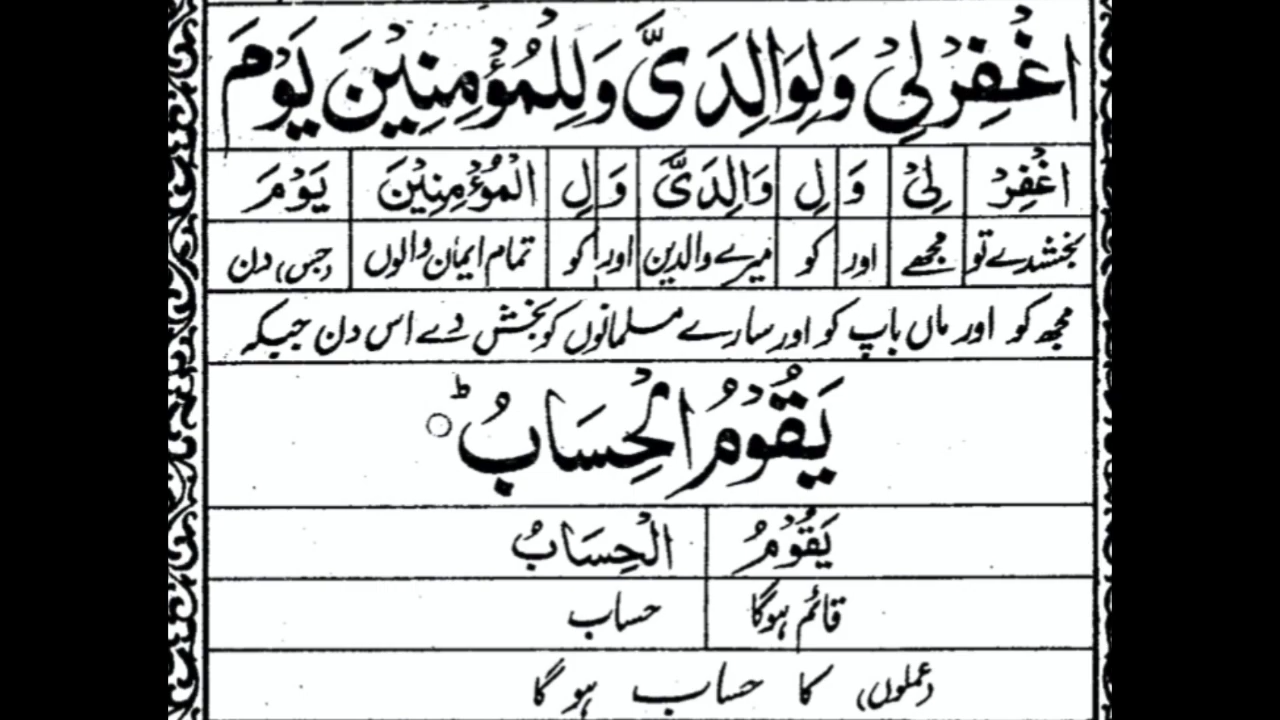 اغْفِرْ لِيْ وَلِوَالِدَيَّ وَلِلْمُؤْمِنِيْنَ يَوْمَ
اغْفِرْ لِيْ وَ لِ وَالِدَيَّ وَ لِ الْمُؤْمِنِيْنَ يَوْمَ
بخشدے تو مجھے اور کو میرے والدین اور کو تمام ایمان والوں (جس) دن
مجھ کو اور ماں باپ کو اور سارے مسلمانوں کو بخش دے اس دن جبکہ
يَقُوْمُ الْحِسَابُ ؕ
يَقُوْمُ الْحِسَابُ
قائم ہوگا حساب
(عملوں) کا حساب ہو گا